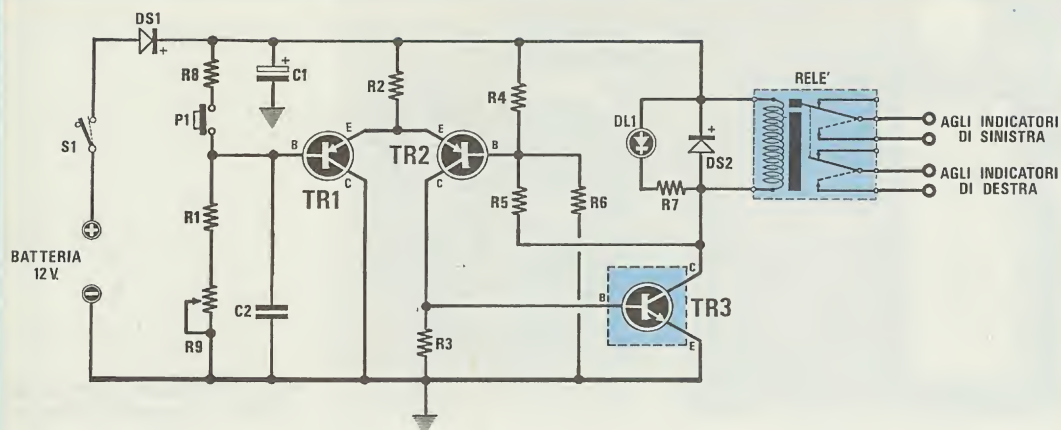 DS1
R8
C1
R2
R4
RELE'
P1
S1
DL1
DS2
AGLI INDICATORI
DI SINISTRA
B
E
C
TR1
E
TR2
B
C
AGLI INDICATORI
DI DESTRA
R1
R5
R6
R7
BATTERIA
12 V.
C2
R9
R3
B
C
TR3
E
+
+
+
+
−